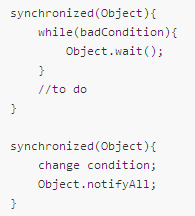 synchronized(Object){
    while(badCondition){
        Object.wait();
    }
    //to do
}

synchronized(Object){
    change condition;
    Object.notifyAll;
}